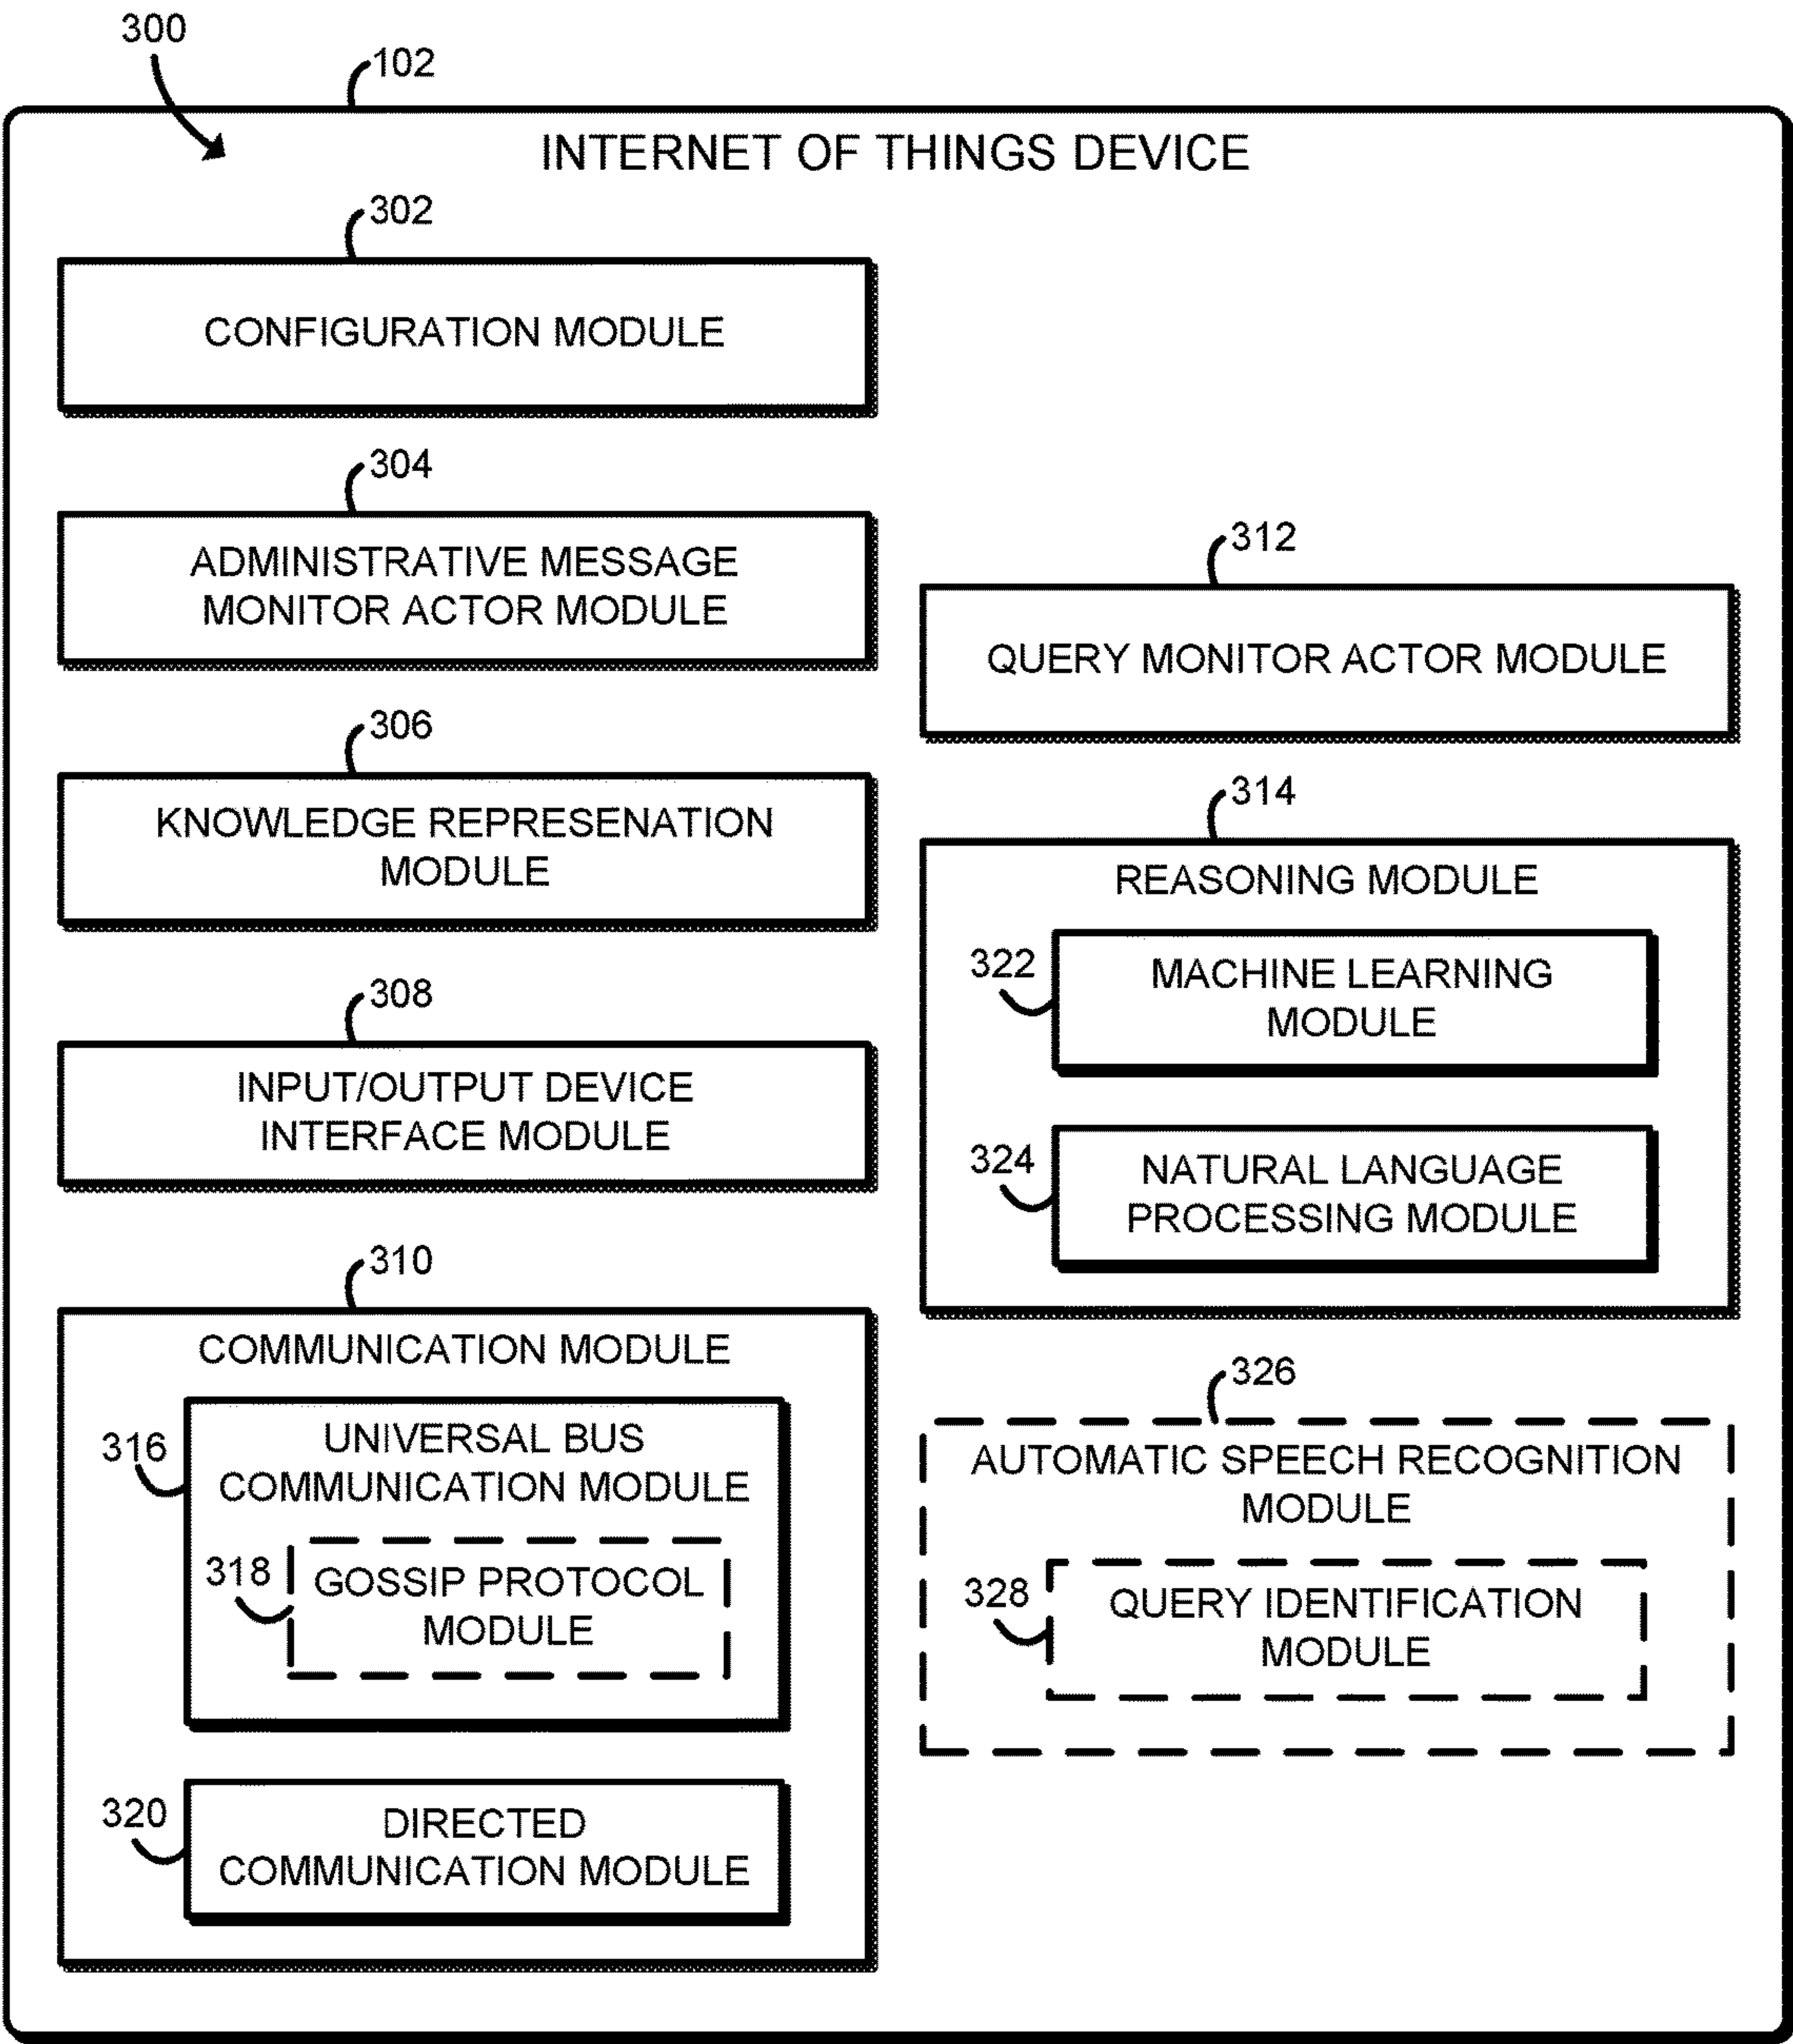 300
102
INTERNET OF THINGS DEVICE
302
CONFIGURATION MODULE
304
ADMINISTRATIVE MESSAGE
MONITOR ACTOR MODULE
306
KNOWLEDGE REPRESENATION
MODULE
308
INPUT/OUTPUT DEVICE
INTERFACE MODULE
310
COMMUNICATION MODULE
316
UNIVERSAL BUS
COMMUNICATION MODULE
318
GOSSIP PROTOCOL
MODULE
320
DIRECTED
COMMUNICATION MODULE
312
QUERY MONITOR ACTOR MODULE
314
REASONING MODULE
322
MACHINE LEARNING
MODULE
324
NATURAL LANGUAGE
PROCESSING MODULE
326
AUTOMATIC SPEECH RECOGNITION
MODULE
328
QUERY IDENTIFICATION
MODULE